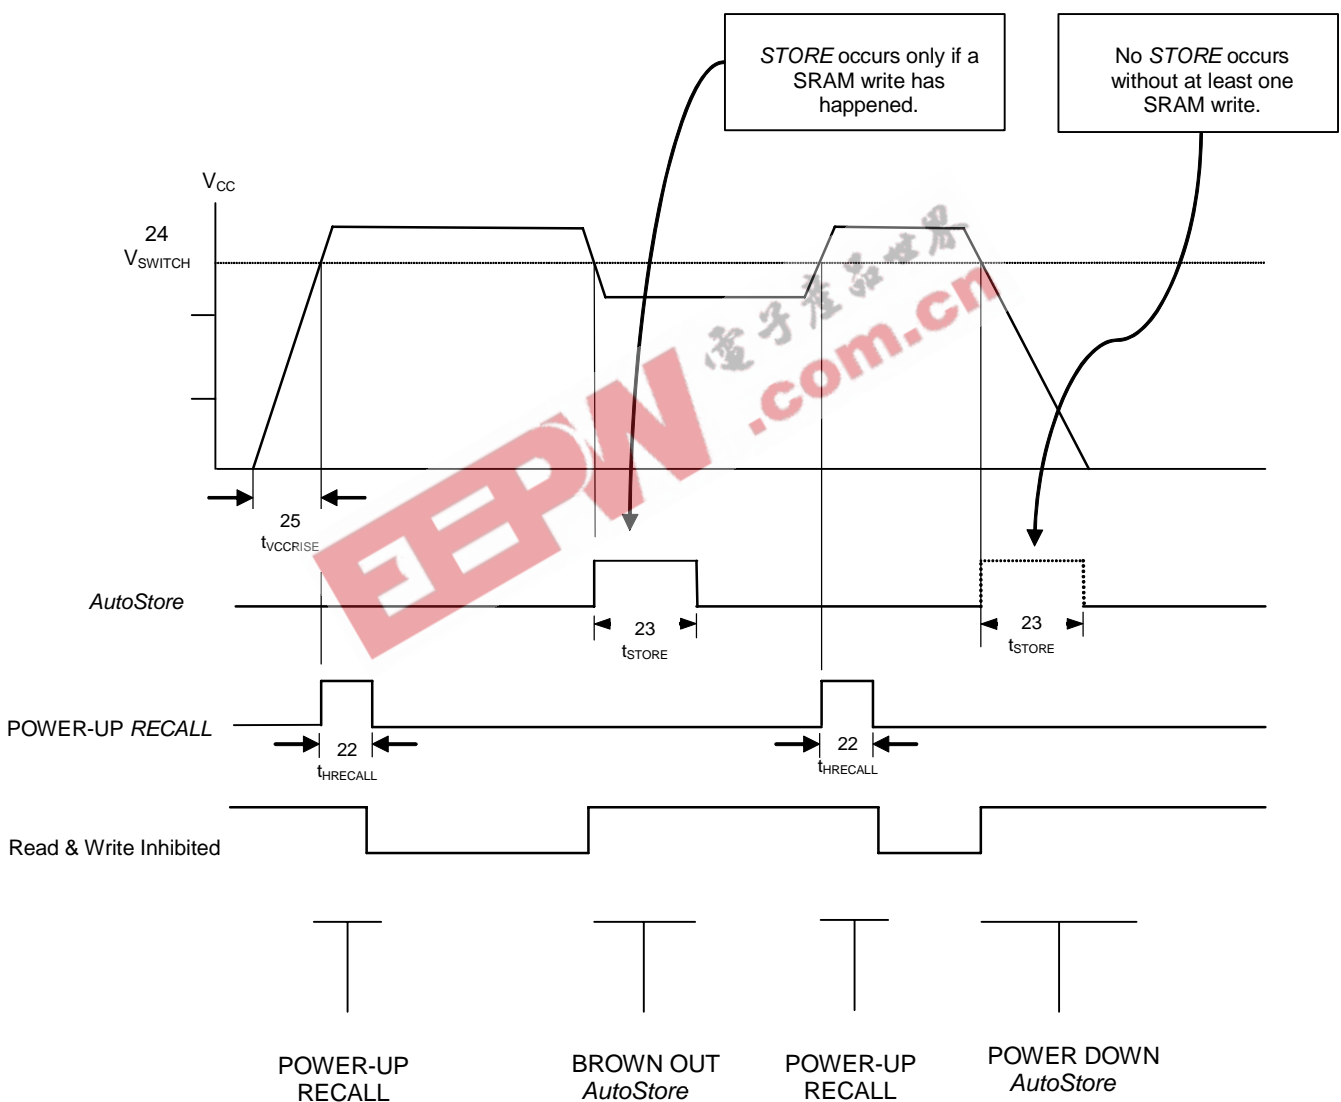 STORE occurs only if a
SRAM write has
happened.
No STORE occurs
without at least one
SRAM write.
VCC
24
VSWITCH
電子產品世界
EEPW
.com.cn
25
tVCCRISE
AutoStore
23
tSTORE
23
tSTORE
POWER-UP RECALL
22
tHRECALL
22
tHRECALL
Read & Write Inhibited
POWER-UP
RECALL
BROWN OUT
AutoStore
POWER-UP
RECALL
POWER DOWN
AutoStore